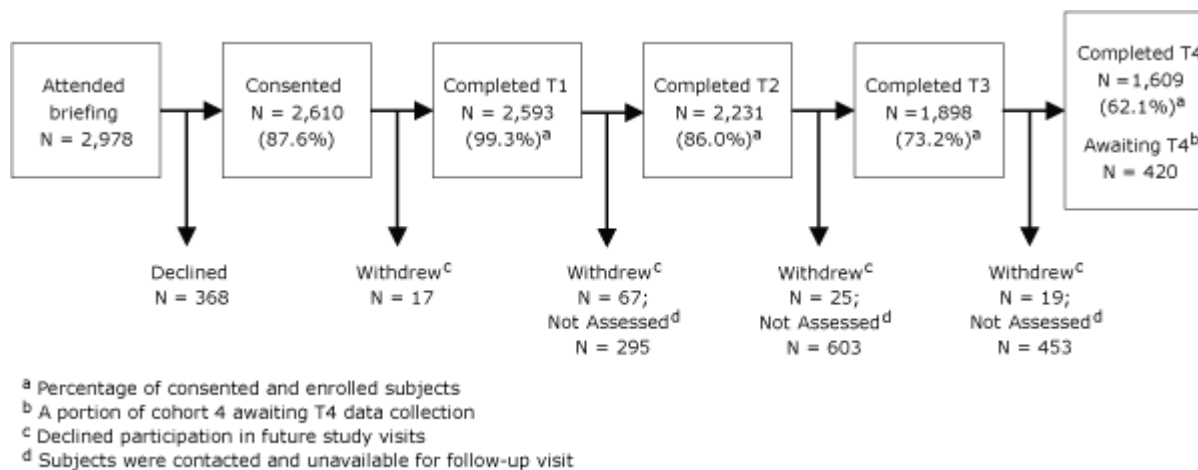 Attended
briefing
N = 2,978
Consented
N = 2,610
(87.6%)
Completed T1
N = 2,593
(99.3%)a
Completed T2
N = 2,231
(86.0%)a
Completed T3
N =1,898
(73.2%)a
Completed T4
N =1,609
(62.1%)a
Awaiting T4b
N = 420
Declined
N = 368
Withdrewc
N = 17
Withdrewc
N = 67;
Not Assessedd
N = 295
Withdrewc
N = 25;
Not Assessedd
N = 603
Withdrewc
N = 19;
Not Assessedd
N = 453
a Percentage of consented and enrolled subjects
b A portion of cohort 4 awaiting T4 data collection
c Declined participation in future study visits
d Subjects were contacted and unavailable for follow-up visit